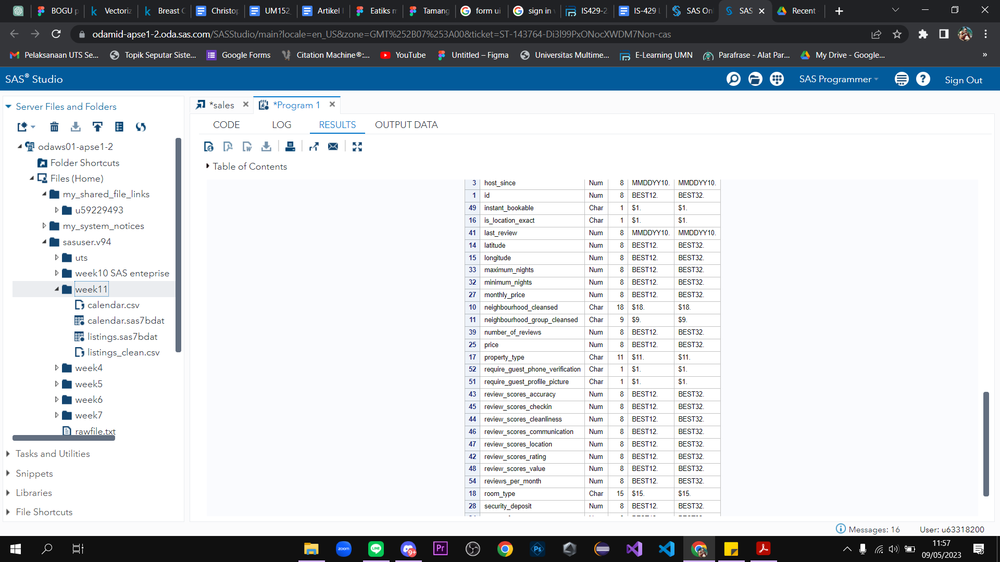 BOGU p
Vectoriz
Breast C
Christop
UM152
Artikel
Eatiks m
Tamang
form ui
sign in
IS429-2
IS-429 L
SAS On
SAS
Recent
odamid-apse1-2.oda.sas.com/SASStudio/main?locale=en_US&zone=GMT%252B07%253A00&ticket=ST-143764-Di3l99PxONocXWDM7Non-cas
Pelaksanaan UTS Se...
Topik Seputar Siste...
Google Forms
Citation Machine®:...
YouTube
Untitled – Figma
Universitas Multime...
E-Learning UMN
Parafrase - Alat Par...
My Drive - Google...
»
SAS® Studio
SAS Programmer
Sign Out
Server Files and Folders
odaws01-apse1-2
Folder Shortcuts
Files (Home)
my_shared_file_links
u59229493
my_system_notices
sasuser.v94
uts
week10 SAS enteprise
week11
calendar.csv
calendar.sas7bdat
listings.sas7bdat
listings_clean.csv
week4
week5
week6
week7
rawfile.txt
Tasks and Utilities
Snippets
Libraries
File Shortcuts
*sales
*Program 1
CODE LOG RESULTS OUTPUT DATA
Table of Contents
3 host_since Num 8 MMDDYY10. MMDDYY10.
1 id Num 8 BEST12. BEST32.
49 instant_bookable Char 1 $1. $1.
16 is_location_exact Char 1 $1. $1.
41 last_review Num 8 MMDDYY10. MMDDYY10.
14 latitude Num 8 BEST12. BEST32.
15 longitude Num 8 BEST12. BEST32.
33 maximum_nights Num 8 BEST12. BEST32.
32 minimum_nights Num 8 BEST12. BEST32.
27 monthly_price Num 8 BEST12. BEST32.
10 neighbourhood_cleansed Char 18 $18. $18.
11 neighbourhood_group_cleansed Char 9 $9. $9.
39 number_of_reviews Num 8 BEST12. BEST32.
25 price Num 8 BEST12. BEST32.
17 property_type Char 11 $11. $11.
52 require_guest_phone_verification Char 1 $1. $1.
51 require_guest_profile_picture Char 1 $1. $1.
43 review_scores_accuracy Num 8 BEST12. BEST32.
45 review_scores_checkin Num 8 BEST12. BEST32.
44 review_scores_cleanliness Num 8 BEST12. BEST32.
46 review_scores_communication Num 8 BEST12. BEST32.
47 review_scores_location Num 8 BEST12. BEST32.
42 review_scores_rating Num 8 BEST12. BEST32.
48 review_scores_value Num 8 BEST12. BEST32.
54 reviews_per_month Num 8 BEST12. BEST32.
18 room_type Char 15 $15. $15.
28 security_deposit Num 8 BEST12. BEST32.
Messages: 16
User: u63318200
zoom
LINE
9+
Pr
Ps
11:57
09/05/2023